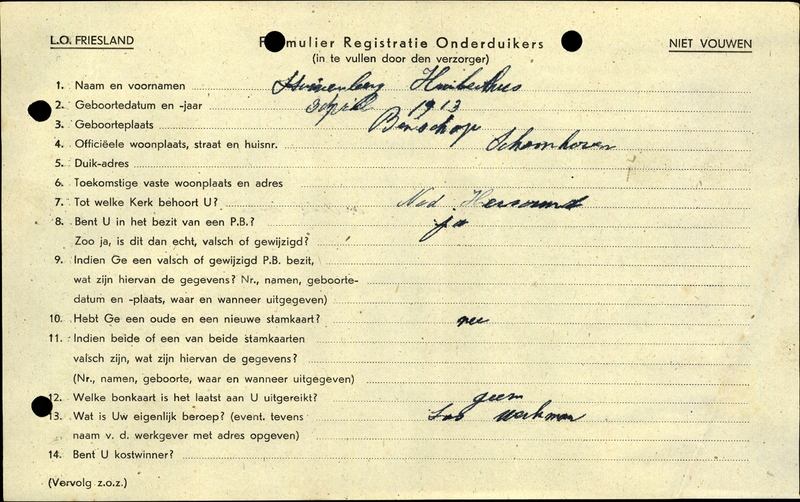 L.O. FRIESLAND
Formulier Registratie Onderduikers
(in te vullen door den verzorger)
NIET VOUWEN
1. Naam en voornamen Huibertus
2. Geboortedatum en -jaar 3 April 1913
3. Geboorteplaats Benschop
4. Officiëele woonplaats, straat en huisnr. Schoonhoven
5. Duik-adres
6. Toekomstige vaste woonplaats en adres
7. Tot welke Kerk behoort U? Ned Hervormd
8. Bent U in het bezit van een P.B.? ja
Zoo ja, is dit dan echt, valsch of gewijzigd?
9. Indien Ge een valsch of gewijzigd P.B. bezit,
wat zijn hiervan de gegevens? Nr., namen, geboorte-
datum en -plaats, waar en wanneer uitgegeven)
10. Hebt Ge een oude en een nieuwe stamkaart? nee
11. Indien beide of een van beide stamkaarten
valsch zijn, wat zijn hiervan de gegevens?
(Nr., namen, geboorte, waar en wanneer uitgegeven)
12. Welke bonkaart is het laatst aan U uitgereikt? geen
13. Wat is Uw eigenlijk beroep? (event. tevens Los werkman
naam v. d. werkgever met adres opgeven)
14. Bent U kostwinner?
(Vervolg z.o.z.)